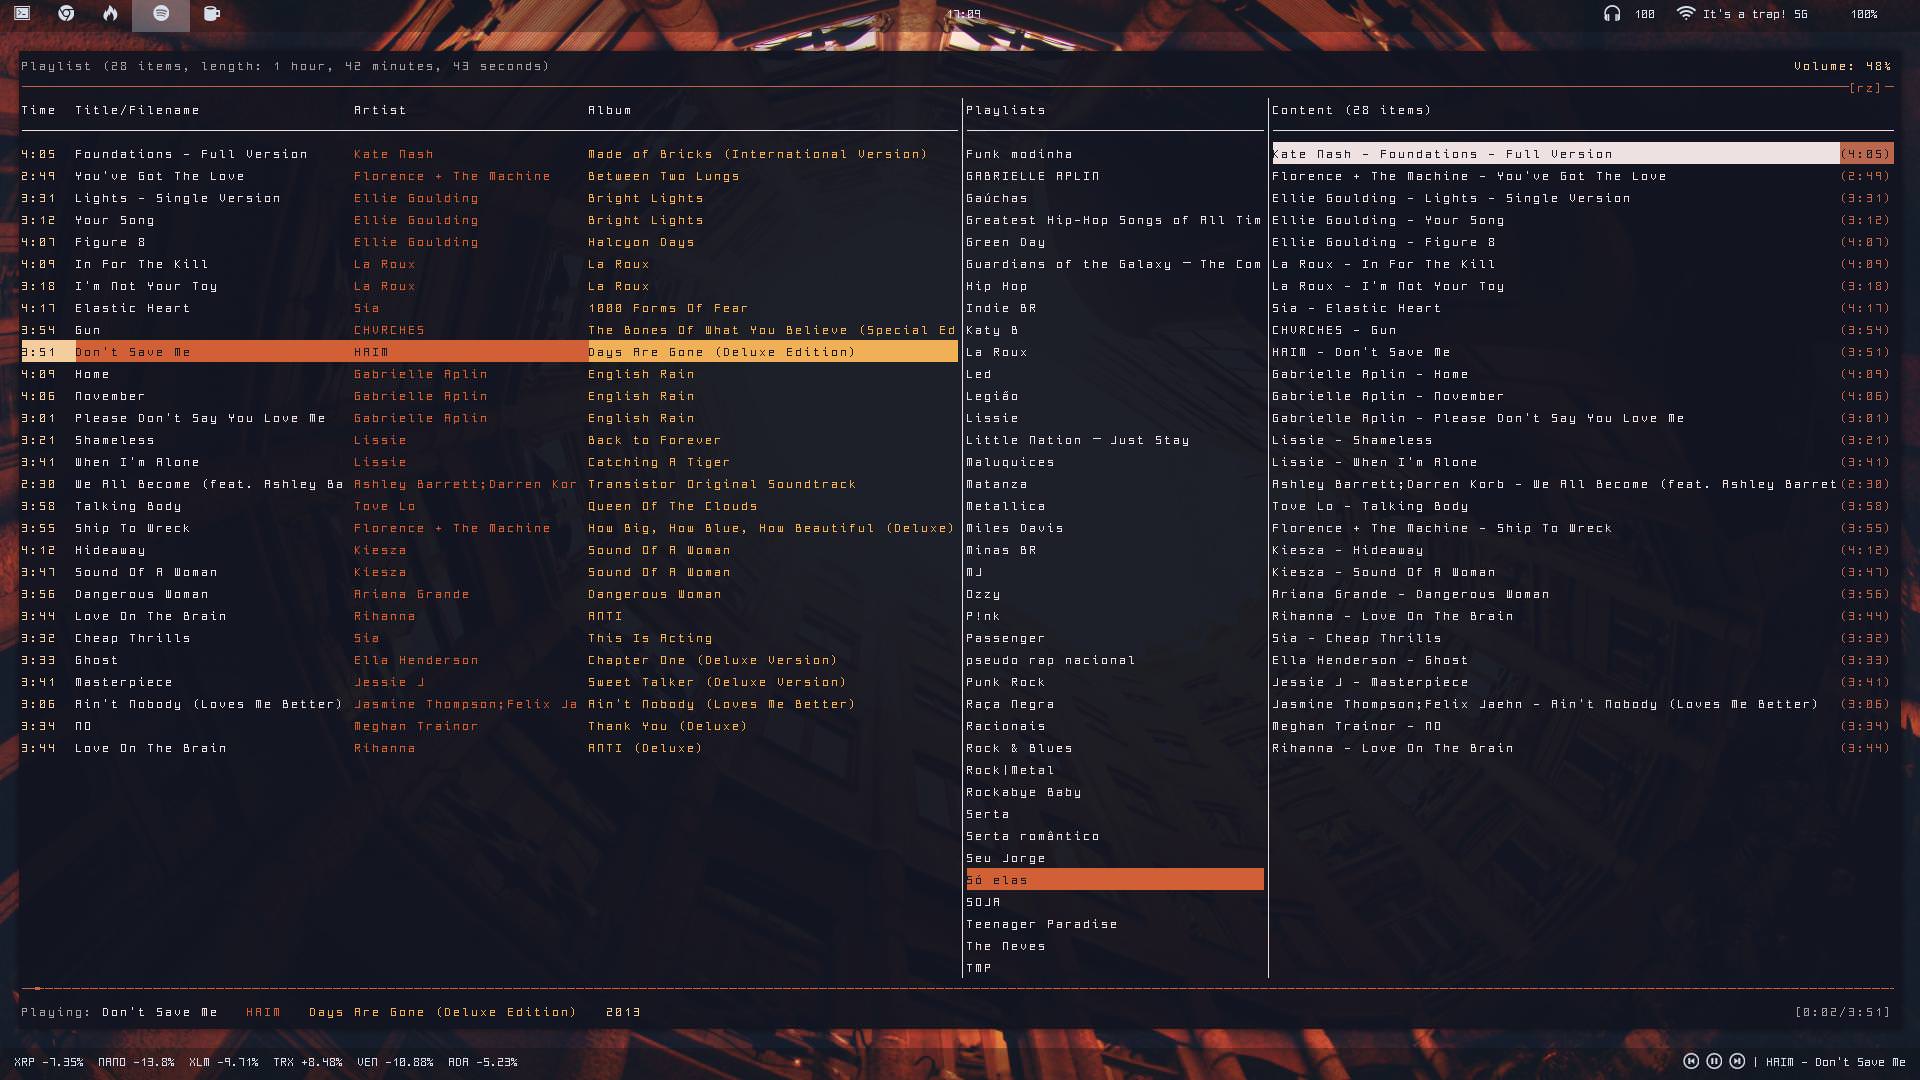 17:09
100 It's a trap! 5G 100%
Playlist (28 items, length: 1 hour, 42 minutes, 43 seconds) Volume: 48%
[rz]
Time Title/Filename Artist Album Playlists Content (28 items)
4:05 Foundations - Full Version Kate Nash Made of Bricks (International Version) Funk modinha Kate Nash - Foundations - Full Version (4:05)
2:49 You've Got The Love Florence + The Machine Between Two Lungs GABRIELLE APLIN Florence + The Machine - You've Got The Love (2:49)
3:31 Lights - Single Version Ellie Goulding Bright Lights Gaúchas Ellie Goulding - Lights - Single Version (3:31)
3:12 Your Song Ellie Goulding Bright Lights Greatest Hip-Hop Songs of All Tim Ellie Goulding - Your Song (3:12)
4:07 Figure 8 Ellie Goulding Halcyon Days Green Day Ellie Goulding - Figure 8 (4:07)
4:09 In For The Kill La Roux La Roux Guardians of the Galaxy — The Com La Roux - In For The Kill (4:09)
3:18 I'm Not Your Toy La Roux La Roux Hip Hop La Roux - I'm Not Your Toy (3:18)
4:17 Elastic Heart Sia 1000 Forms Of Fear Indie BR Sia - Elastic Heart (4:17)
3:54 Gun CHVRCHES The Bones Of What You Believe (Special Ed Katy B CHVRCHES - Gun (3:54)
3:51 Don't Save Me HAIM Days Are Gone (Deluxe Edition) La Roux HAIM - Don't Save Me (3:51)
4:09 Home Gabrielle Aplin English Rain Led Gabrielle Aplin - Home (4:09)
4:06 November Gabrielle Aplin English Rain Legião Gabrielle Aplin - November (4:06)
3:01 Please Don't Say You Love Me Gabrielle Aplin English Rain Lissie Gabrielle Aplin - Please Don't Say You Love Me (3:01)
3:21 Shameless Lissie Back to Forever Little Nation — Just Stay Lissie - Shameless (3:21)
3:41 When I'm Alone Lissie Catching A Tiger Maluquices Lissie - When I'm Alone (3:41)
2:30 We All Become (feat. Ashley Ba Ashley Barrett;Darren Kor Transistor Original Soundtrack Matanza Ashley Barrett;Darren Korb - We All Become (feat. Ashley Barret(2:30)
3:58 Talking Body Tove Lo Queen Of The Clouds Metallica Tove Lo - Talking Body (3:58)
3:55 Ship To Wreck Florence + The Machine How Big, How Blue, How Beautiful (Deluxe) Miles Davis Florence + The Machine - Ship To Wreck (3:55)
4:12 Hideaway Kiesza Sound Of A Woman Minas BR Kiesza - Hideaway (4:12)
3:47 Sound Of A Woman Kiesza Sound Of A Woman MJ Kiesza - Sound Of A Woman (3:47)
3:56 Dangerous Woman Ariana Grande Dangerous Woman Ozzy Ariana Grande - Dangerous Woman (3:56)
3:44 Love On The Brain Rihanna ANTI P!nk Rihanna - Love On The Brain (3:44)
3:32 Cheap Thrills Sia This Is Acting Passenger Sia - Cheap Thrills (3:32)
3:33 Ghost Ella Henderson Chapter One (Deluxe Version) pseudo rap nacional Ella Henderson - Ghost (3:33)
3:41 Masterpiece Jessie J Sweet Talker (Deluxe Version) Punk Rock Jessie J - Masterpiece (3:41)
3:06 Ain't Nobody (Loves Me Better) Jasmine Thompson;Felix Ja Ain't Nobody (Loves Me Better) Raça Negra Jasmine Thompson;Felix Jaehn - Ain't Nobody (Loves Me Better) (3:06)
3:34 NO Meghan Trainor Thank You (Deluxe) Racionais Meghan Trainor - NO (3:34)
3:44 Love On The Brain Rihanna ANTI (Deluxe) Rock & Blues Rihanna - Love On The Brain (3:44)
Rock|Metal
Rockabye Baby
Serta
Serta romântico
Seu Jorge
Só elas
SOJA
Teenager Paradise
The Neves
TMP
Playing: Don't Save Me HAIM Days Are Gone (Deluxe Edition) 2013 [0:02/3:51]
XRP -7.35% NANO -13.8% XLM -9.71% TRX +8.48% VEN -10.88% ADA -5.23% | HAIM - Don't Save Me